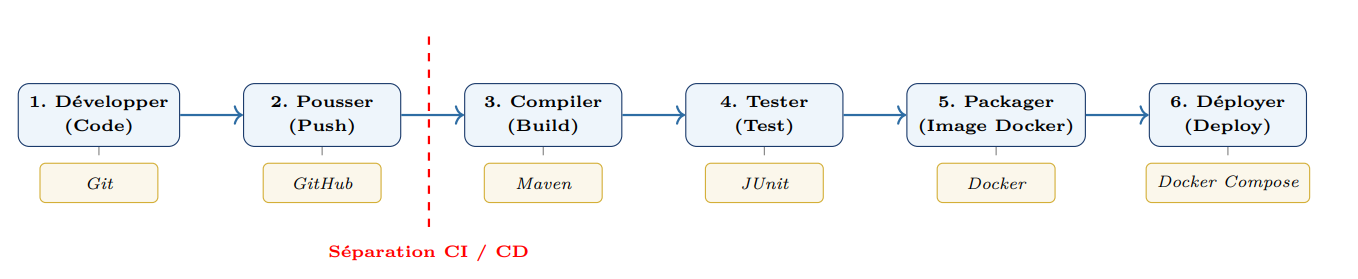 1. Développer
(Code)
2. Pousser
(Push)
3. Compiler
(Build)
4. Tester
(Test)
5. Packager
(Image Docker)
6. Déployer
(Deploy)
Git
GitHub
Maven
JUnit
Docker
Docker Compose
Séparation CI / CD